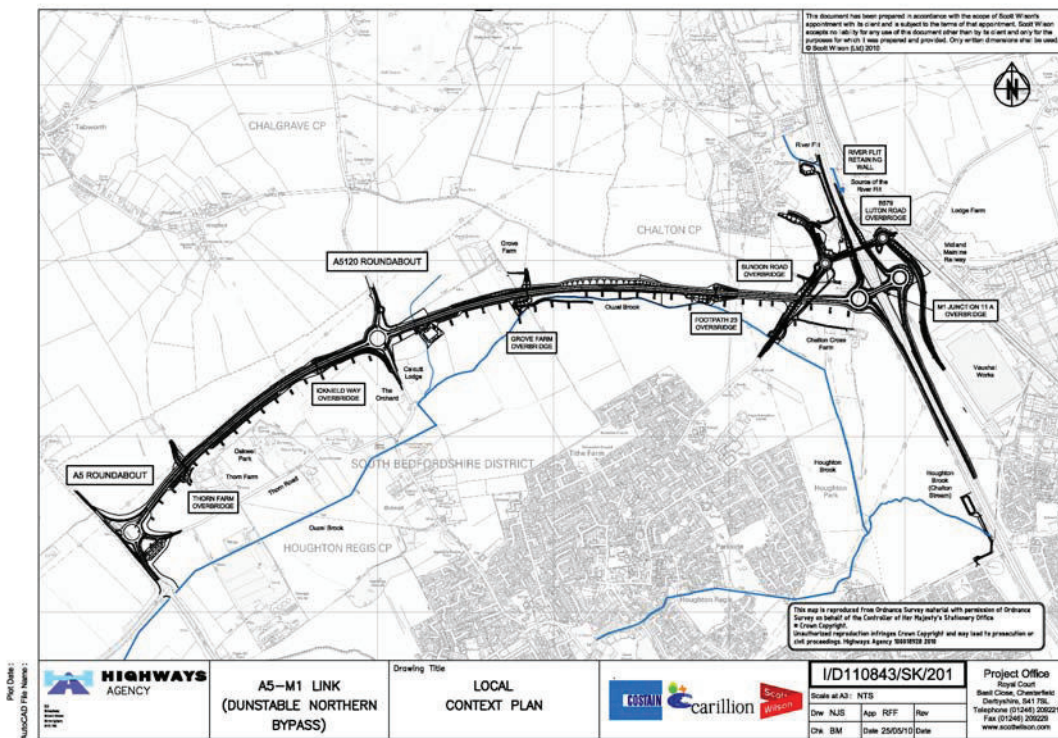 This document has been prepared in accordance with the scope of Scott Wilson's
appointment with its client and is subject to the terms of that appointment. Scott Wilson
accepts no liability for any use of this document other than by its client and only for the
purposes for which it was prepared and provided. Only written dimensions shall be used.
© Scott Wilson (Ltd) 2010
N
Tebworth
CHALGRAVE CP
River Flit
RIVER FLIT
RETAINING
WALL
Source of the
River Flit
B579
LUTON ROAD
OVERBRIDGE
Lodge Farm
Midland
Mainline
Railway
CHALTON CP
Grove
Farm
A5120 ROUNDABOUT
SUNDON ROAD
OVERBRIDGE
M1 JUNCTION 11A
OVERBRIDGE
Ouzel Brook
FOOTPATH 23
OVERBRIDGE
GROVE FARM
OVERBRIDGE
Chalton Cross
Farm
Vauxhall
Works
ICKNIELD WAY
OVERBRIDGE
Calcutt
Lodge
The
Orchard
Oakwell
Park
Thorn Farm
Thorn Road
A5 ROUNDABOUT
THORN FARM
OVERBRIDGE
SOUTH BEDFORDSHIRE DISTRICT
Tithe Farm
Houghton
Brook
Houghton
Park
Houghton
Brook
(Chalton
Stream)
Ouzel Brook
HOUGHTON REGIS CP
Parkside
Houghton Regis
This map is reproduced from Ordnance Survey material with permission of Ordnance
Survey on behalf of the Controller of Her Majesty's Stationery Office
© Crown Copyright.
Unauthorized reproduction infringes Crown Copyright and may lead to prosecution or
civil proceedings. Highways Agency 2010
Plot Date :
AutoCAD File Name :
HIGHWAYS
AGENCY
A5-M1 LINK
(DUNSTABLE NORTHERN
BYPASS)
Drawing Title
LOCAL
CONTEXT PLAN
COSTAIN
carillion
Scott
Wilson
I/D110843/SK/201
Scale at A3 : NTS
Drw NJS App RFF Rev
Chk BM Date 25/05/10 Date
Project Office
Royal Court
Basil Close, Chesterfield
Derbyshire, S41 7SL
Telephone (01246) 209221
Fax (01246) 209229
www.scottwilson.com